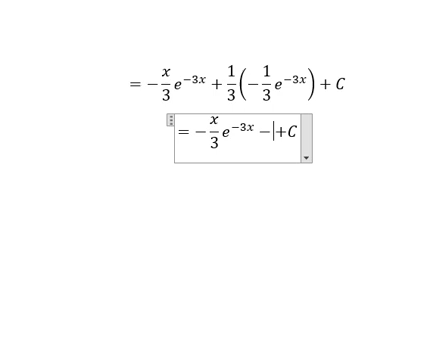 = −x/3 e^{−3x} + 1/3 (−1/3 e^{−3x}) + C
= −x/3 e^{−3x} −+C